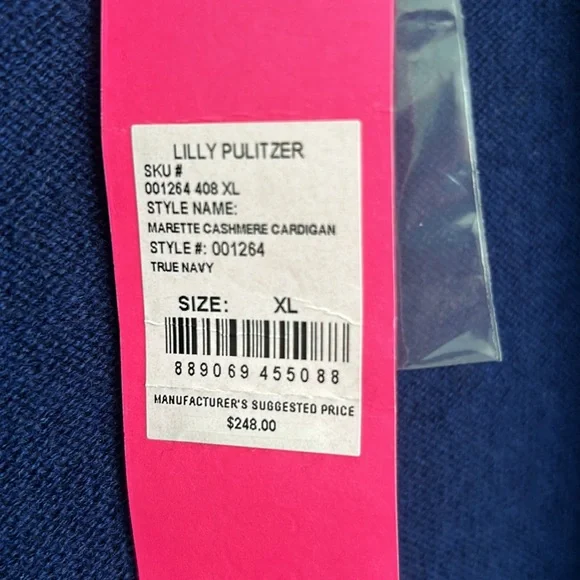 LILLY PULITZER
SKU #
001264 408 XL
STYLE NAME:
MARETTE CASHMERE CARDIGAN
STYLE #: 001264
TRUE NAVY
SIZE: XL
889069 455088
MANUFACTURER'S SUGGESTED PRICE
$248.00